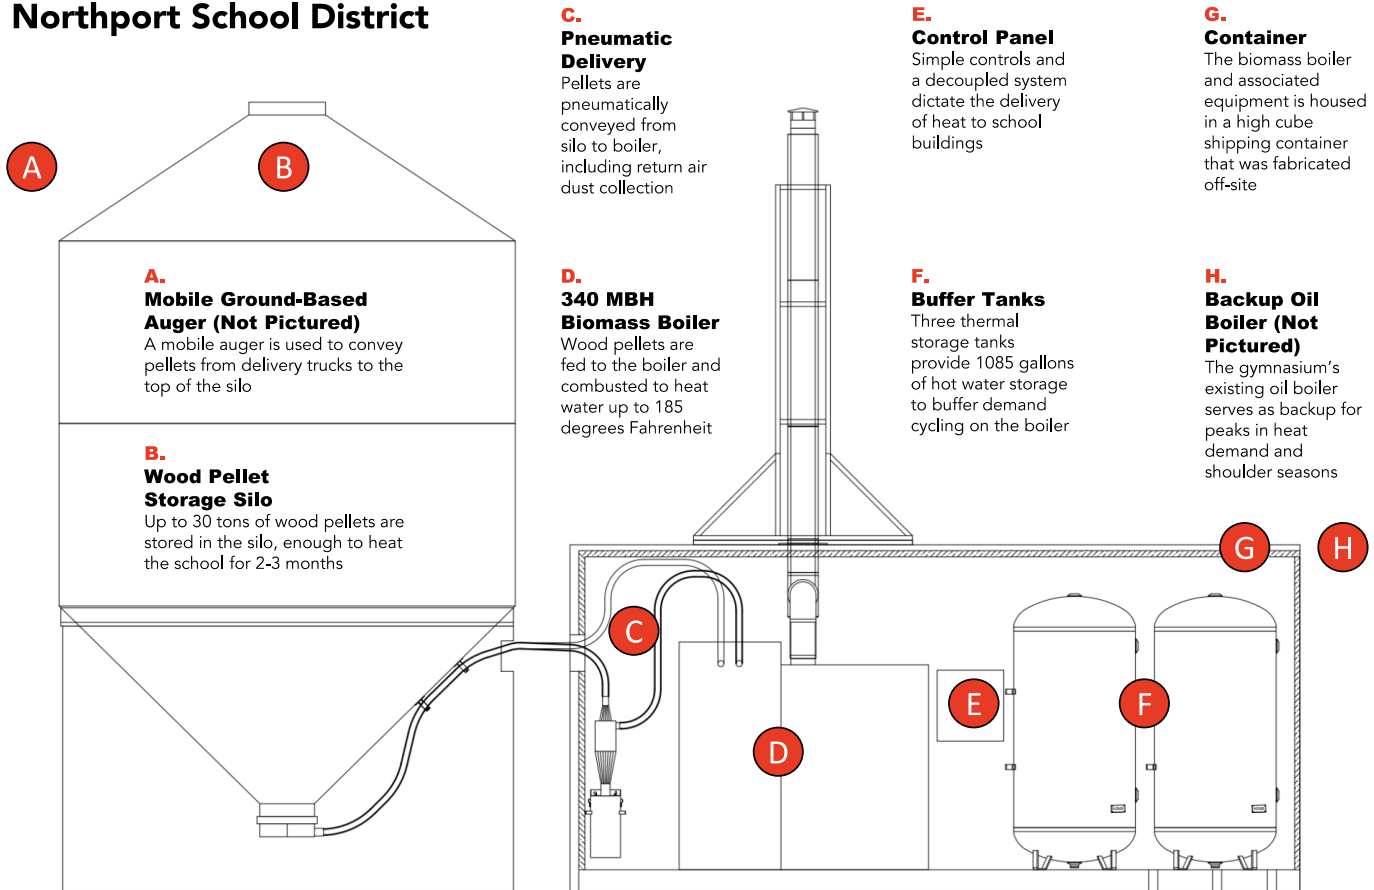 Northport School District
A
B
A.
Mobile Ground-Based
Auger (Not Pictured)
A mobile auger is used to convey
pellets from delivery trucks to the
top of the silo
B.
Wood Pellet
Storage Silo
Up to 30 tons of wood pellets are
stored in the silo, enough to heat
the school for 2-3 months
C.
Pneumatic
Delivery
Pellets are
pneumatically
conveyed from
silo to boiler,
including return air
dust collection
D.
340 MBH
Biomass Boiler
Wood pellets are
fed to the boiler and
combusted to heat
water up to 185
degrees Fahrenheit
E.
Control Panel
Simple controls and
a decoupled system
dictate the delivery
of heat to school
buildings
F.
Buffer Tanks
Three thermal
storage tanks
provide 1085 gallons
of hot water storage
to buffer demand
cycling on the boiler
G.
Container
The biomass boiler
and associated
equipment is housed
in a high cube
shipping container
that was fabricated
off-site
H.
Backup Oil
Boiler (Not
Pictured)
The gymnasium's
existing oil boiler
serves as backup for
peaks in heat
demand and
shoulder seasons
G
H
C
E
F
D